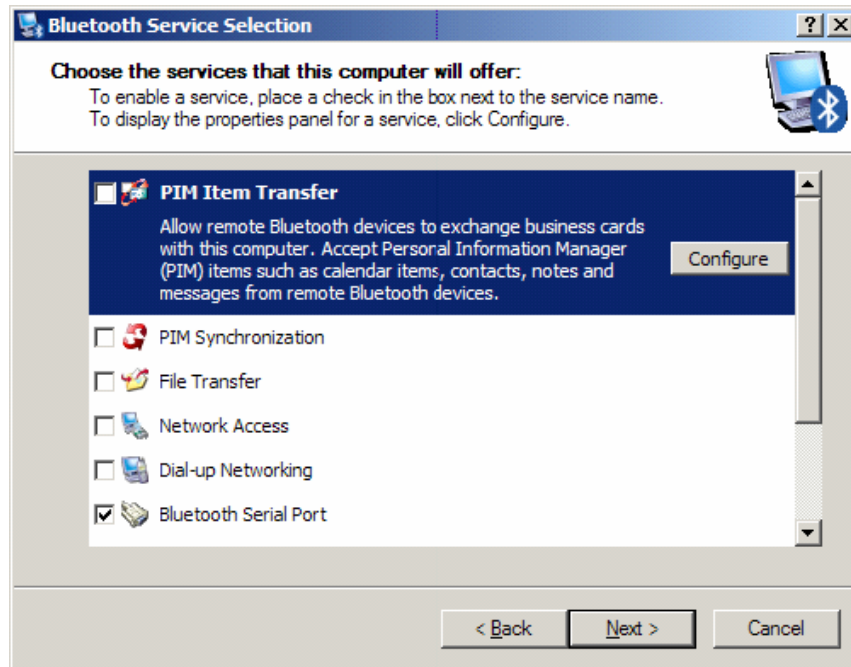 Bluetooth Service Selection
Choose the services that this computer will offer:
To enable a service, place a check in the box next to the service name.
To display the properties panel for a service, click Configure.
PIM Item Transfer
Allow remote Bluetooth devices to exchange business cards
with this computer. Accept Personal Information Manager
(PIM) items such as calendar items, contacts, notes and
messages from remote Bluetooth devices.
Configure
PIM Synchronization
File Transfer
Network Access
Dial-up Networking
Bluetooth Serial Port
< Back
Next >
Cancel